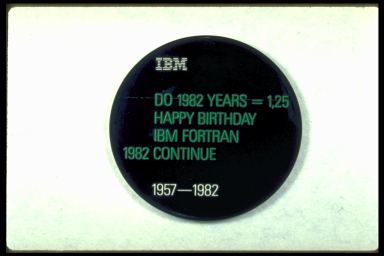 IBM
DO 1982 YEARS = 1,25
HAPPY BIRTHDAY
IBM FORTRAN
1982 CONTINUE
1957—1982